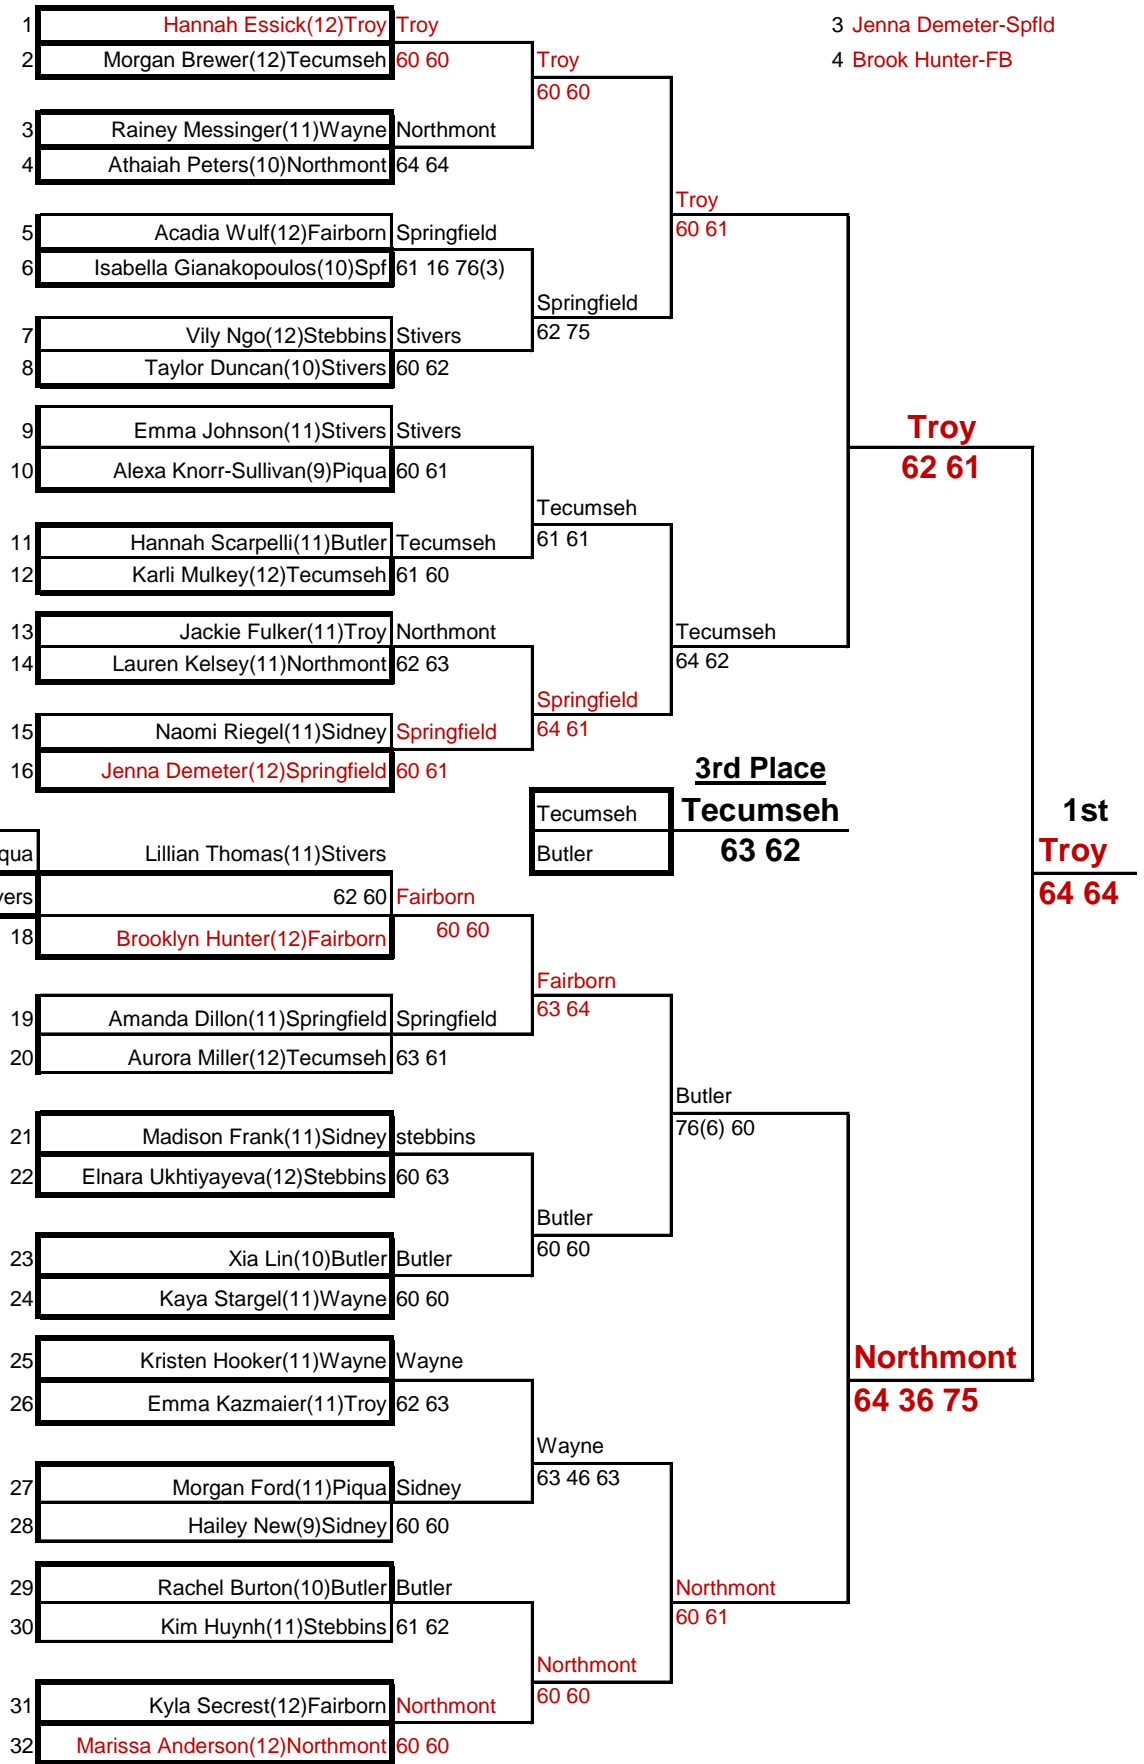 1 Hannah Essick(12)Troy Troy 3 Jenna Demeter-Spfld
2 Morgan Brewer(12)Tecumseh 60 60 Troy 4 Brook Hunter-FB
60 60
3 Rainey Messinger(11)Wayne Northmont
4 Athaiah Peters(10)Northmont 64 64
Troy
5 Acadia Wulf(12)Fairborn Springfield 60 61
6 Isabella Gianakopoulos(10)Spf 61 16 76(3)
Springfield
7 Vily Ngo(12)Stebbins Stivers 62 75
8 Taylor Duncan(10)Stivers 60 62
9 Emma Johnson(11)Stivers Stivers Troy
10 Alexa Knorr-Sullivan(9)Piqua 60 61 62 61
Tecumseh
11 Hannah Scarpelli(11)Butler Tecumseh 61 61
12 Karli Mulkey(12)Tecumseh 61 60
13 Jackie Fulker(11)Troy Northmont Tecumseh
14 Lauren Kelsey(11)Northmont 62 63 64 62
Springfield
15 Naomi Riegel(11)Sidney Springfield 64 61
16 Jenna Demeter(12)Springfield 60 61 3rd Place
Tecumseh Tecumseh 1st
qua Lillian Thomas(11)Stivers Butler 63 62 Troy
vers 62 60 Fairborn 64 64
18 Brooklyn Hunter(12)Fairborn 60 60
Fairborn
19 Amanda Dillon(11)Springfield Springfield 63 64
20 Aurora Miller(12)Tecumseh 63 61
Butler
21 Madison Frank(11)Sidney stebbins 76(6) 60
22 Elnara Ukhtiyayeva(12)Stebbins 60 63
Butler
23 Xia Lin(10)Butler Butler 60 60
24 Kaya Stargel(11)Wayne 60 60
25 Kristen Hooker(11)Wayne Wayne Northmont
26 Emma Kazmaier(11)Troy 62 63 64 36 75
Wayne
27 Morgan Ford(11)Piqua Sidney 63 46 63
28 Hailey New(9)Sidney 60 60
29 Rachel Burton(10)Butler Butler Northmont
30 Kim Huynh(11)Stebbins 61 62 60 61
Northmont
31 Kyla Secrest(12)Fairborn Northmont 60 60
32 Marissa Anderson(12)Northmont 60 60